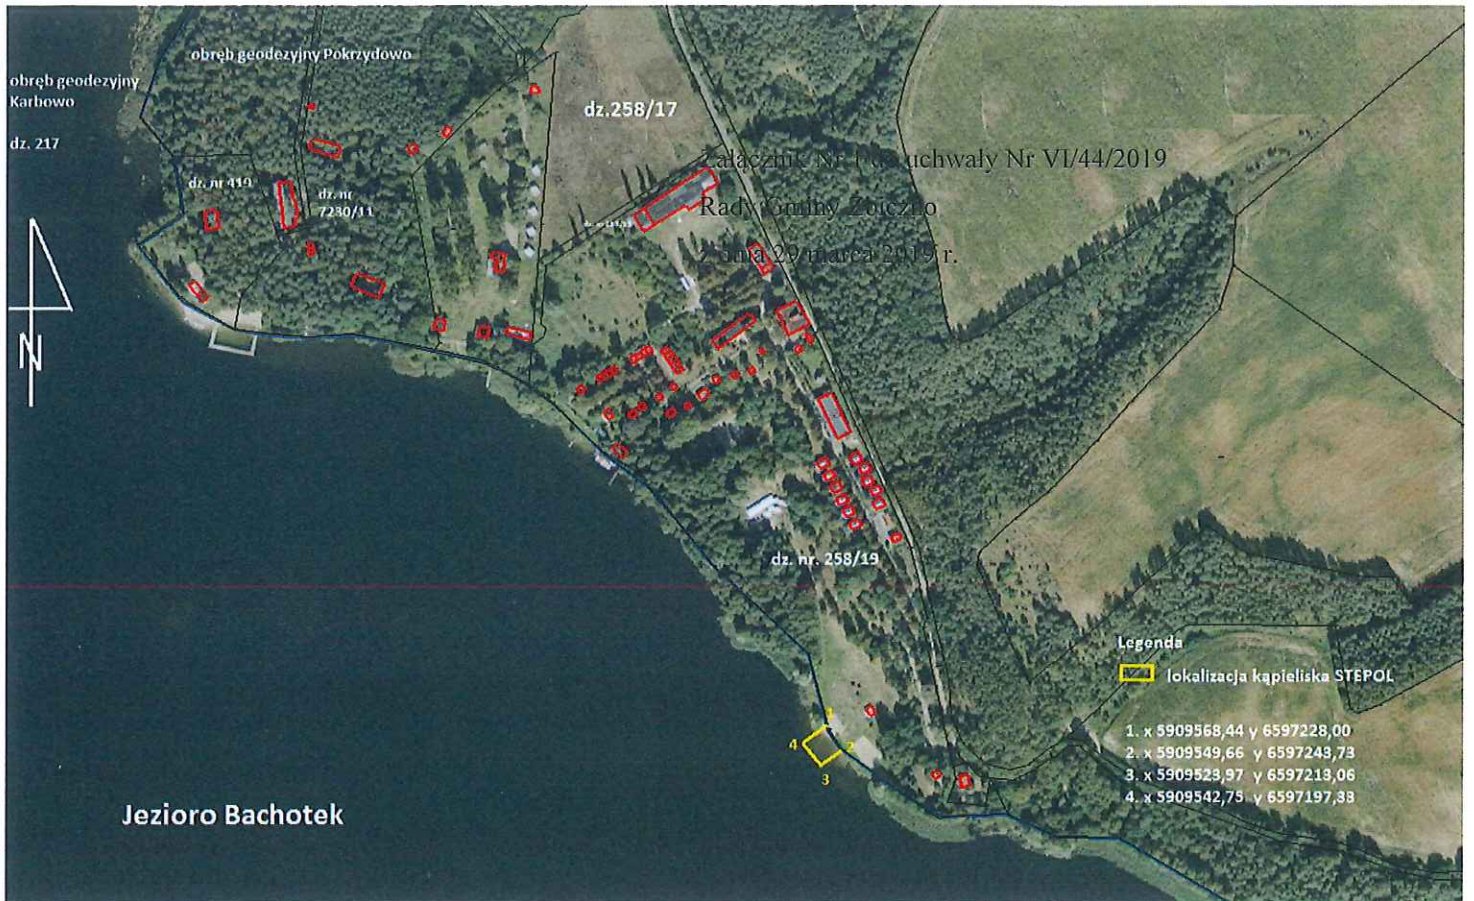 obręb geodezyjny Pokrzydowo
obręb geodezyjny
Karbowo
dz. 217
dz.258/17
Załącznik Nr 1 do uchwały Nr VI/44/2019
Rady Gminy Zbiczno
z dnia 29 marca 2019 r.
dz. nr 419
dz. nr
7230/11
N
dz. nr. 258/19
Legenda
lokalizacja kąpieliska STEPOL
1. x 5909568,44 y 6597228,00
2. x 5909549,66 y 6597243,73
3. x 5909523,97 y 6597213,06
4. x 5909542,75 y 6597197,38
1
2
3
4
Jezioro Bachotek